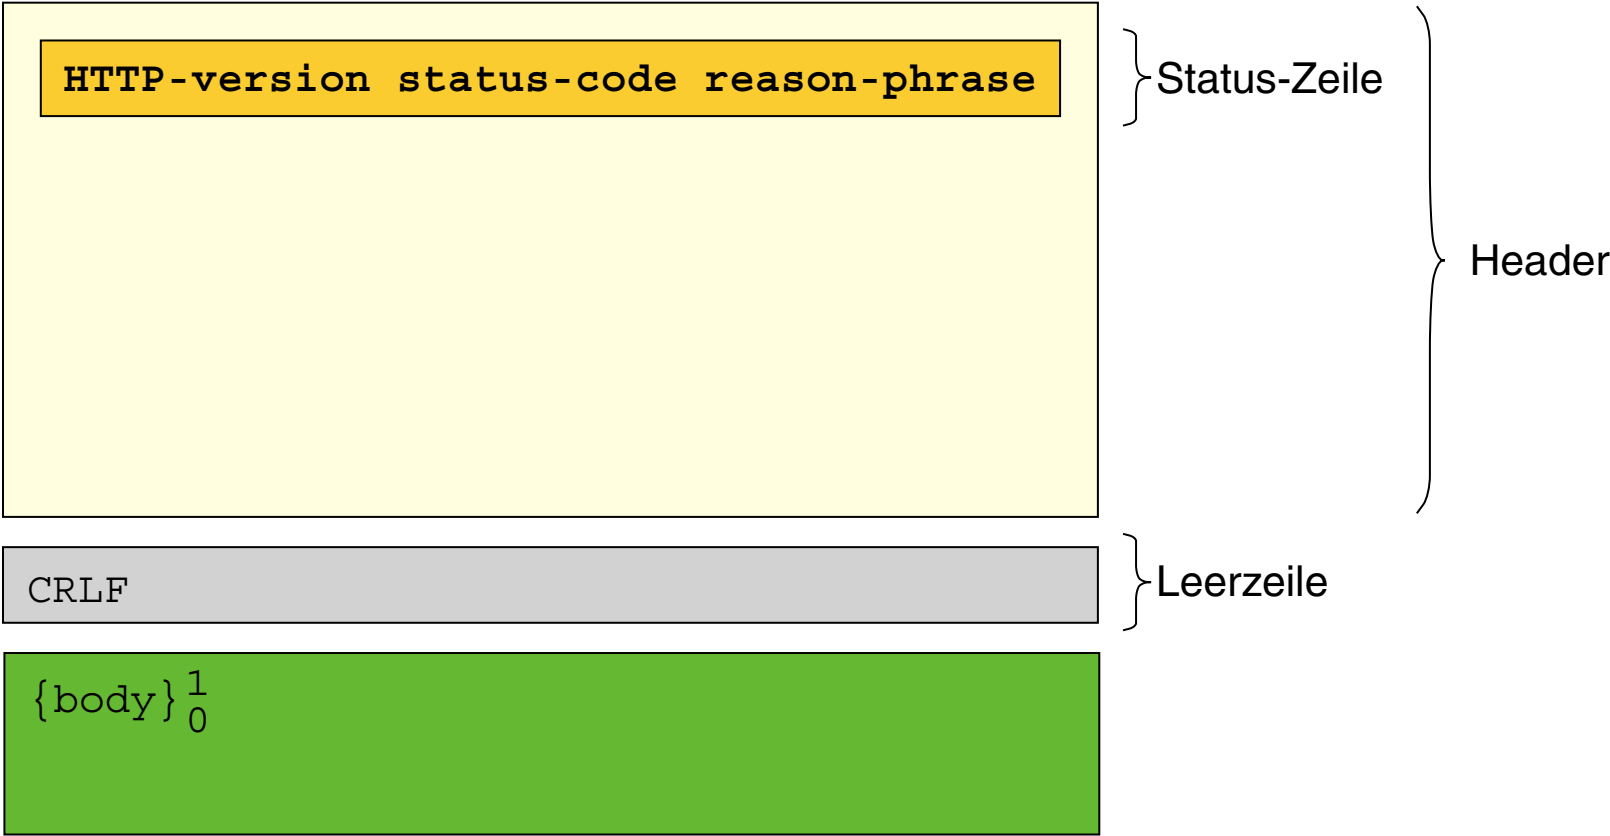 HTTP-version status-code reason-phrase
Status-Zeile
Header
CRLF
Leerzeile
{body}1
0